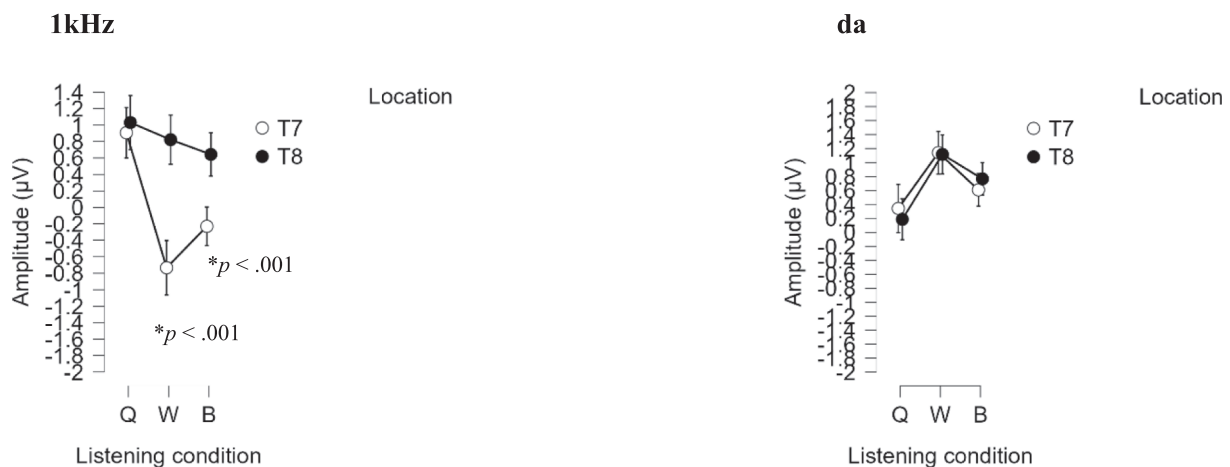 1kHz
Location
T7
T8
1.4
1.2
1
0.8
0.6
0.4
0.2
0
-0.2
-0.4
-0.6
-0.8
-1
-1.2
-1.4
-1.6
-1.8
-2
Amplitude (µV)
*p < .001
*p < .001
Q W B
Listening condition
da
Location
T7
T8
2
1.8
1.6
1.4
1.2
1
0.8
0.6
0.4
0.2
0
-0.2
-0.4
-0.6
-0.8
-1
-1.2
-1.4
-1.6
-1.8
-2
Amplitude (µV)
Q W B
Listening condition